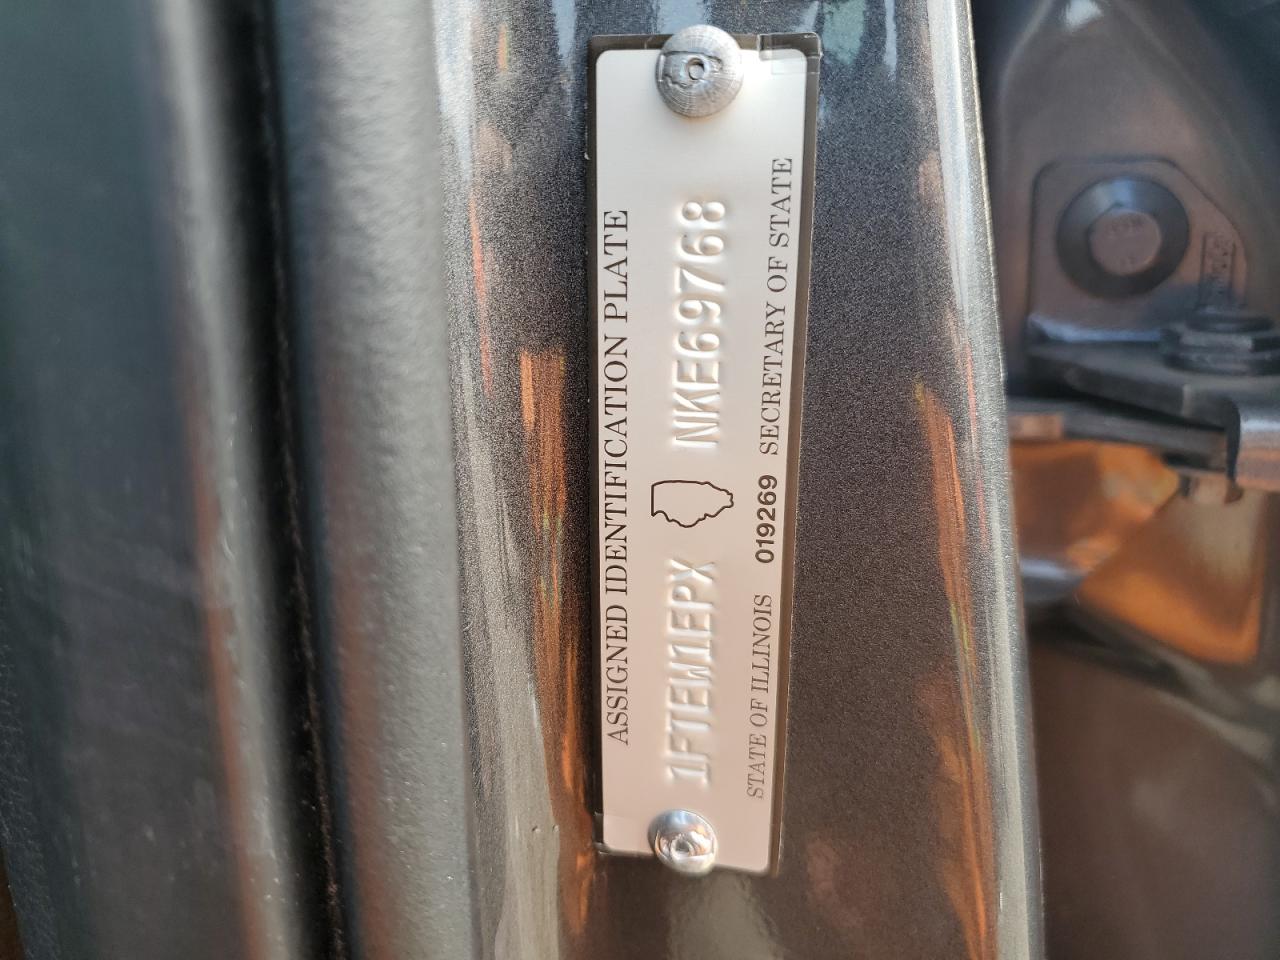 ASSIGNED IDENTIFICATION PLATE
1FTEW1EPX NKE69768
STATE OF ILLINOIS 019269 SECRETARY OF STATE